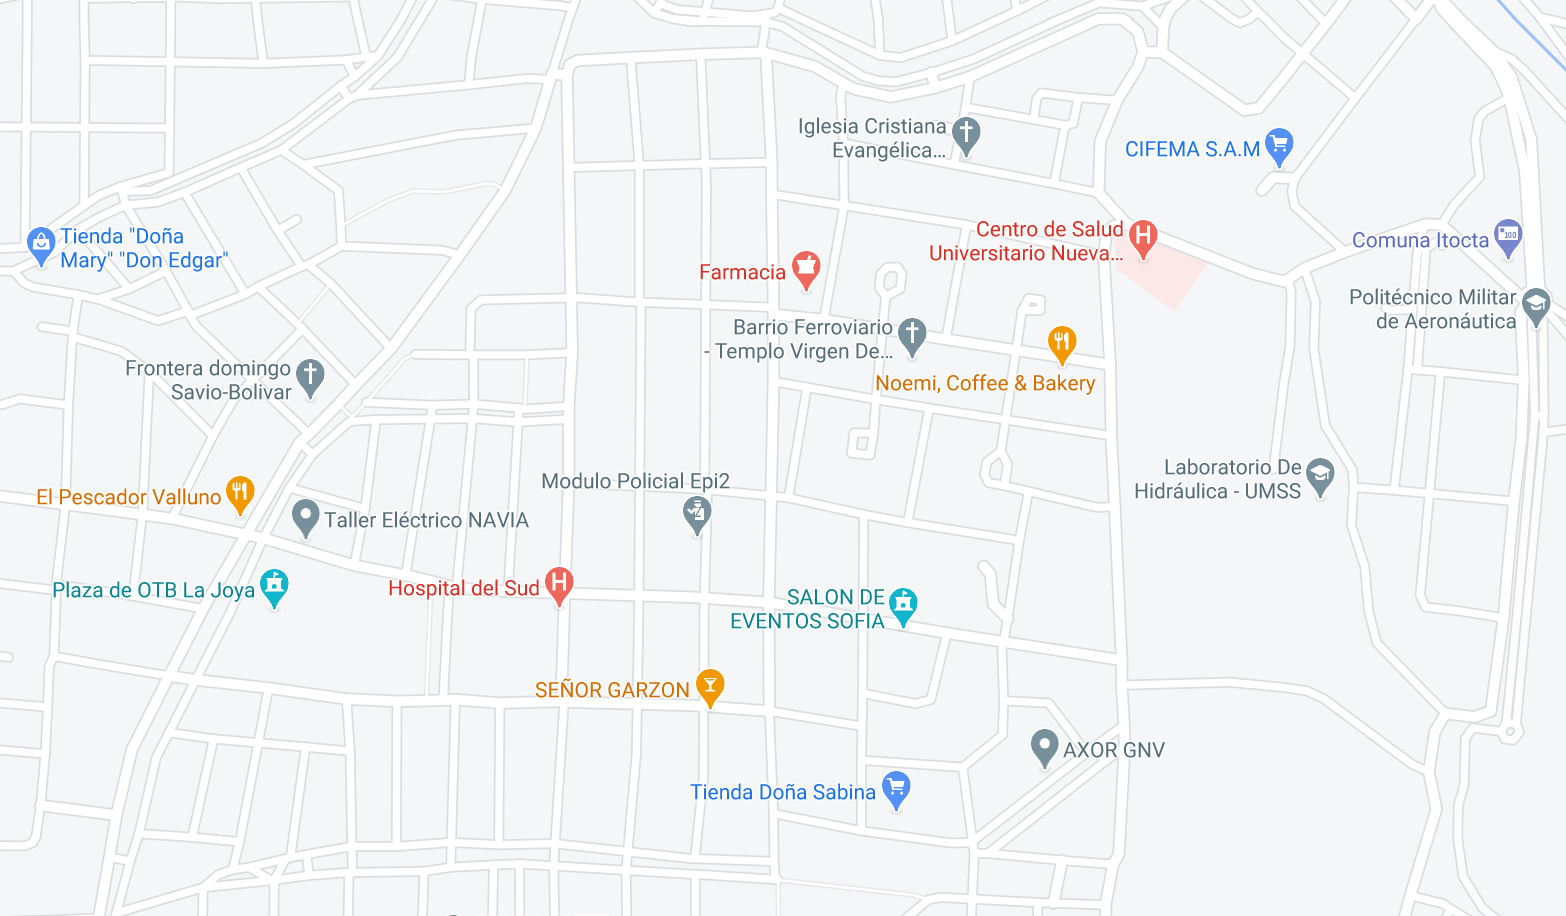 Iglesia Cristiana
Evangélica...
CIFEMA S.A.M
Tienda "Doña
Mary" "Don Edgar"
Centro de Salud
Universitario Nueva...
Comuna Itocta
100
Farmacia
Politécnico Militar
de Aeronáutica
Barrio Ferroviario
- Templo Virgen De...
Frontera domingo
Savio-Bolivar
Noemi, Coffee & Bakery
Laboratorio De
Hidráulica - UMSS
Modulo Policial Epi2
El Pescador Valluno
Taller Eléctrico NAVIA
Plaza de OTB La Joya
Hospital del Sud
SALON DE
EVENTOS SOFIA
SEÑOR GARZON
AXOR GNV
Tienda Doña Sabina